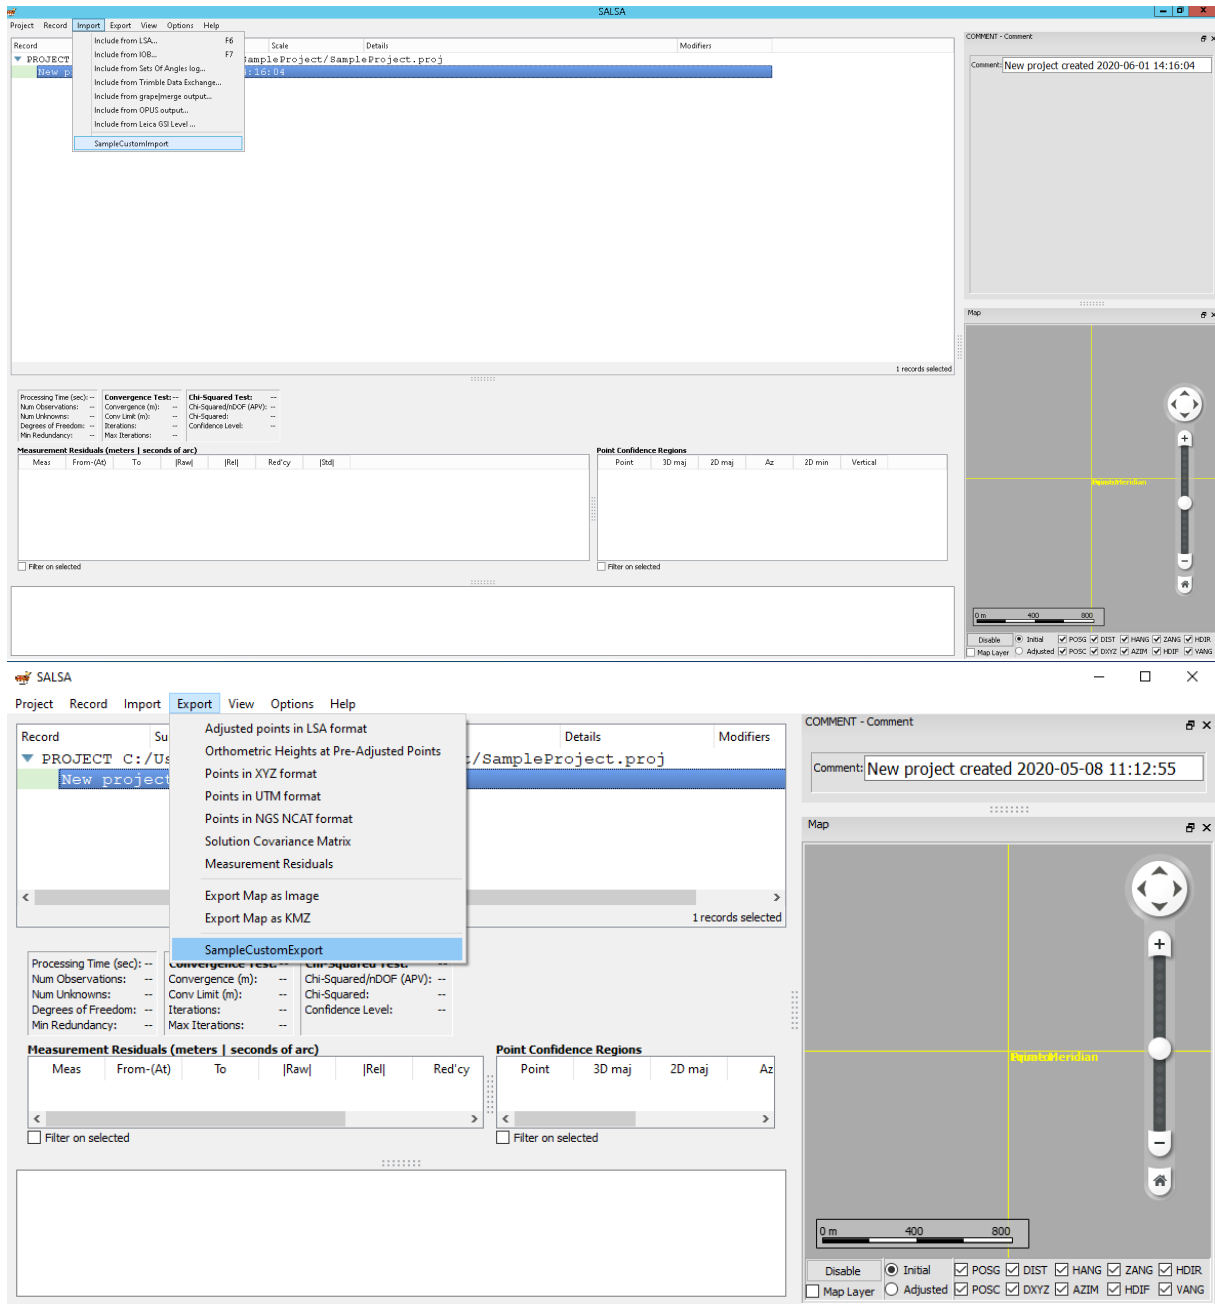 SALSA
Project Record Import Export View Options Help
Record Scale Details Modifiers
PROJECT SampleProject/SampleProject.proj
New p :16:04
Include from LSA... F6
Include from IOB... F7
Include from Sets Of Angles log...
Include from Trimble Data Exchange...
Include from grape|merge output...
Include from OPUS output...
Include from Leica GSI Level ...
SampleCustomImport
1 records selected
COMMENT - Comment
Comment: New project created 2020-06-01 14:16:04
Map
Processing Time (sec): -- Convergence Test: -- Chi-Squared Test: --
Num Observations: -- Convergence (m): -- Chi-Squared/nDOF (APV): --
Num Unknowns: -- Conv Limit (m): -- Chi-Squared: --
Degrees of Freedom: -- Iterations: -- Confidence Level: --
Min Redundancy: -- Max Iterations: --
Measurement Residuals (meters | seconds of arc)
Meas From-(At) To |Raw| |Rel| Red'cy |Std|
Filter on selected
Point Confidence Regions
Point 3D maj 2D maj Az 2D min Vertical
Filter on selected
Meridian
0 m 400 800
Disable Initial POSG DIST HANG ZANG HDIR
Map Layer Adjusted POSC DXYZ AZIM HDIF VANG
SALSA
Project Record Import Export View Options Help
Record Su Details Modifiers
PROJECT C:/Us t/SampleProject.proj
New project
Adjusted points in LSA format
Orthometric Heights at Pre-Adjusted Points
Points in XYZ format
Points in UTM format
Points in NGS NCAT format
Solution Covariance Matrix
Measurement Residuals
Export Map as Image
Export Map as KMZ
SampleCustomExport
1 records selected
COMMENT - Comment
Comment: New project created 2020-05-08 11:12:55
Map
Processing Time (sec): -- Convergence Test: -- Chi-Squared Test: --
Num Observations: -- Convergence (m): -- Chi-Squared/nDOF (APV): --
Num Unknowns: -- Conv Limit (m): -- Chi-Squared: --
Degrees of Freedom: -- Iterations: -- Confidence Level: --
Min Redundancy: -- Max Iterations: --
Measurement Residuals (meters | seconds of arc)
Meas From-(At) To |Raw| |Rel| Red'cy
Filter on selected
Point Confidence Regions
Point 3D maj 2D maj Az
Filter on selected
Meridian
0 m 400 800
Disable Initial POSG DIST HANG ZANG HDIR
Map Layer Adjusted POSC DXYZ AZIM HDIF VANG